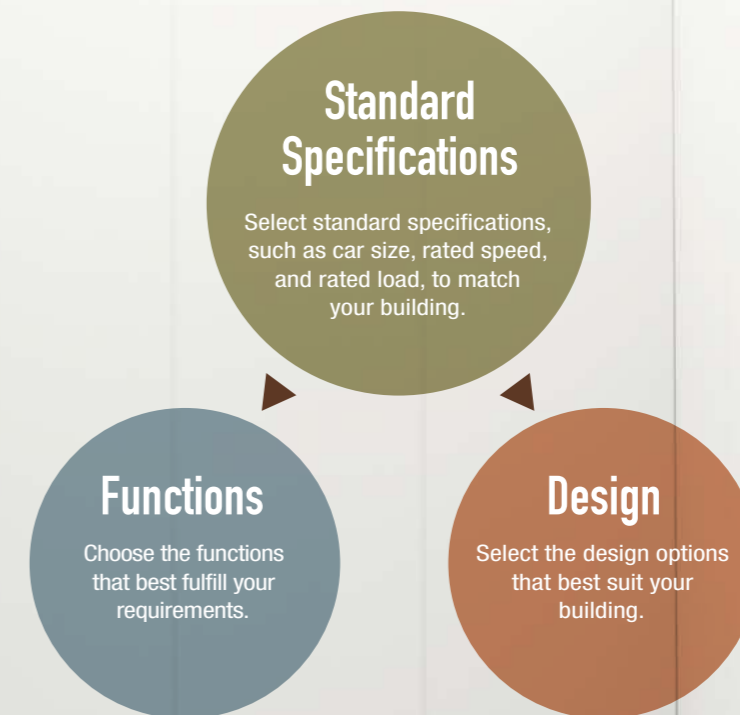 Standard
Specifications
Select standard specifications,
such as car size, rated speed,
and rated load, to match
your building.
Functions
Choose the functions
that best fulfill your
requirements.
Design
Select the design options
that best suit your
building.